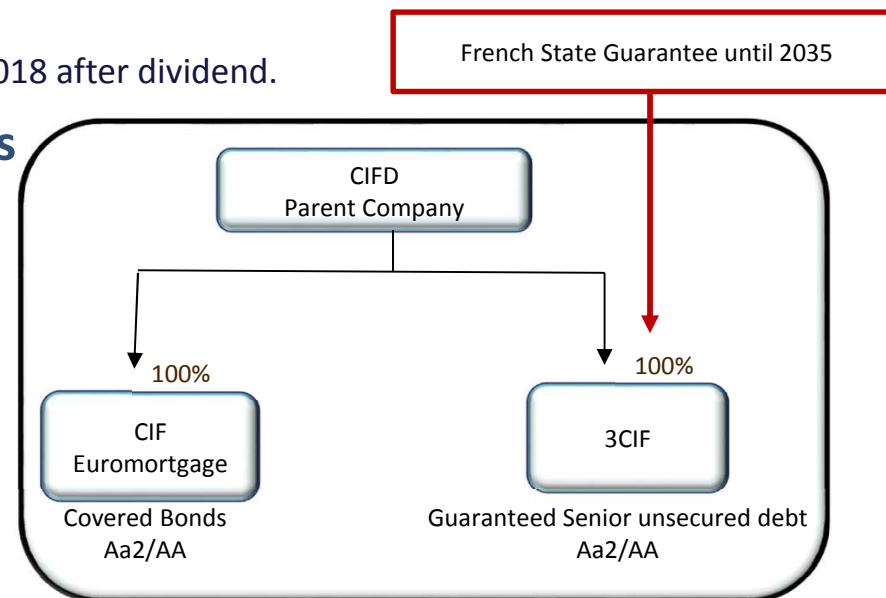 French State Guarantee until 2035
018 after dividend.
s
CIFD
Parent Company
100%
100%
CIF
Euromortgage
3CIF
Covered Bonds
Aa2/AA
Guaranteed Senior unsecured debt
Aa2/AA